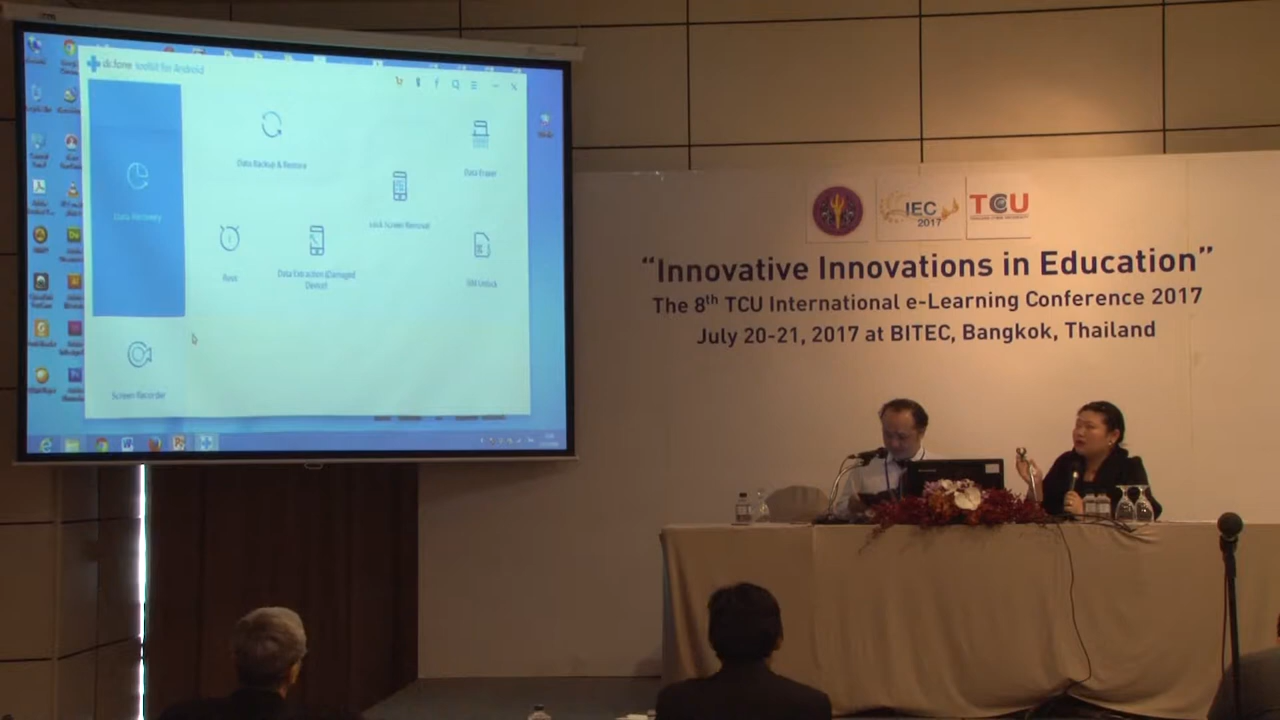 dr.fone toolkit for Android
Data Recovery
Data Backup & Restore
Data Eraser
Lock Screen Removal
Root
Data Extraction (Damaged
Device)
SIM Unlock
Screen Recorder
IEC
2017
TCU
“Innovative Innovations in Education”
The 8th TCU International e-Learning Conference 2017
July 20-21, 2017 at BITEC, Bangkok, Thailand